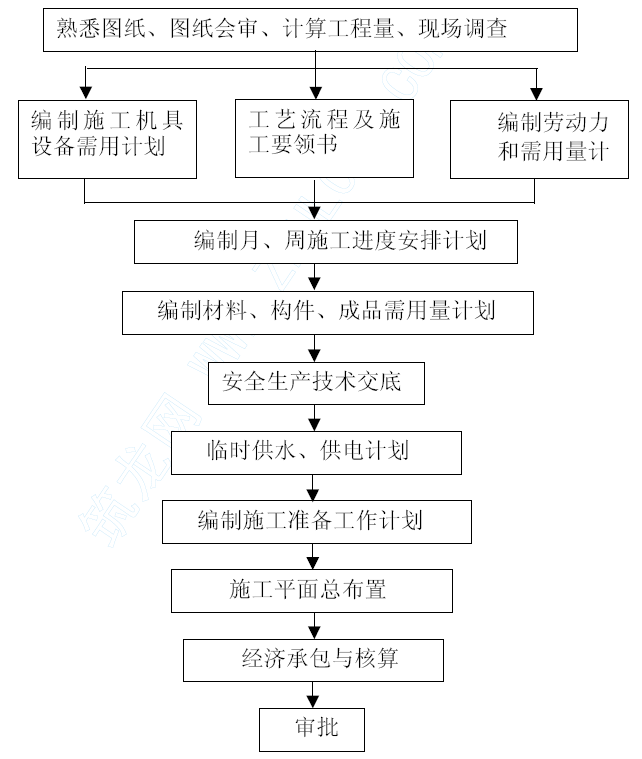 熟悉图纸、图纸会审、计算工程量、现场调查
编制施工机具
设备需用计划
工艺流程及施
工要领书
编制劳动力
和需用量计
编制月、周施工进度安排计划
编制材料、构件、成品需用量计划
安全生产技术交底
临时供水、供电计划
编制施工准备工作计划
施工平面总布置
经济承包与核算
审批
筑龙网